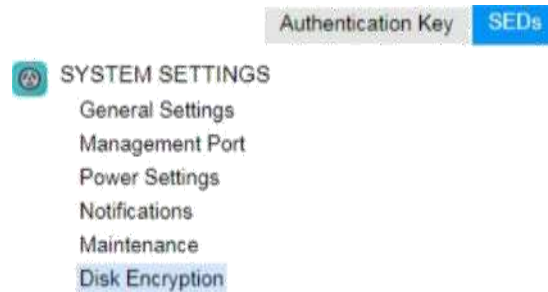 Authentication Key SEDs
SYSTEM SETTINGS
General Settings
Management Port
Power Settings
Notifications
Maintenance
Disk Encryption